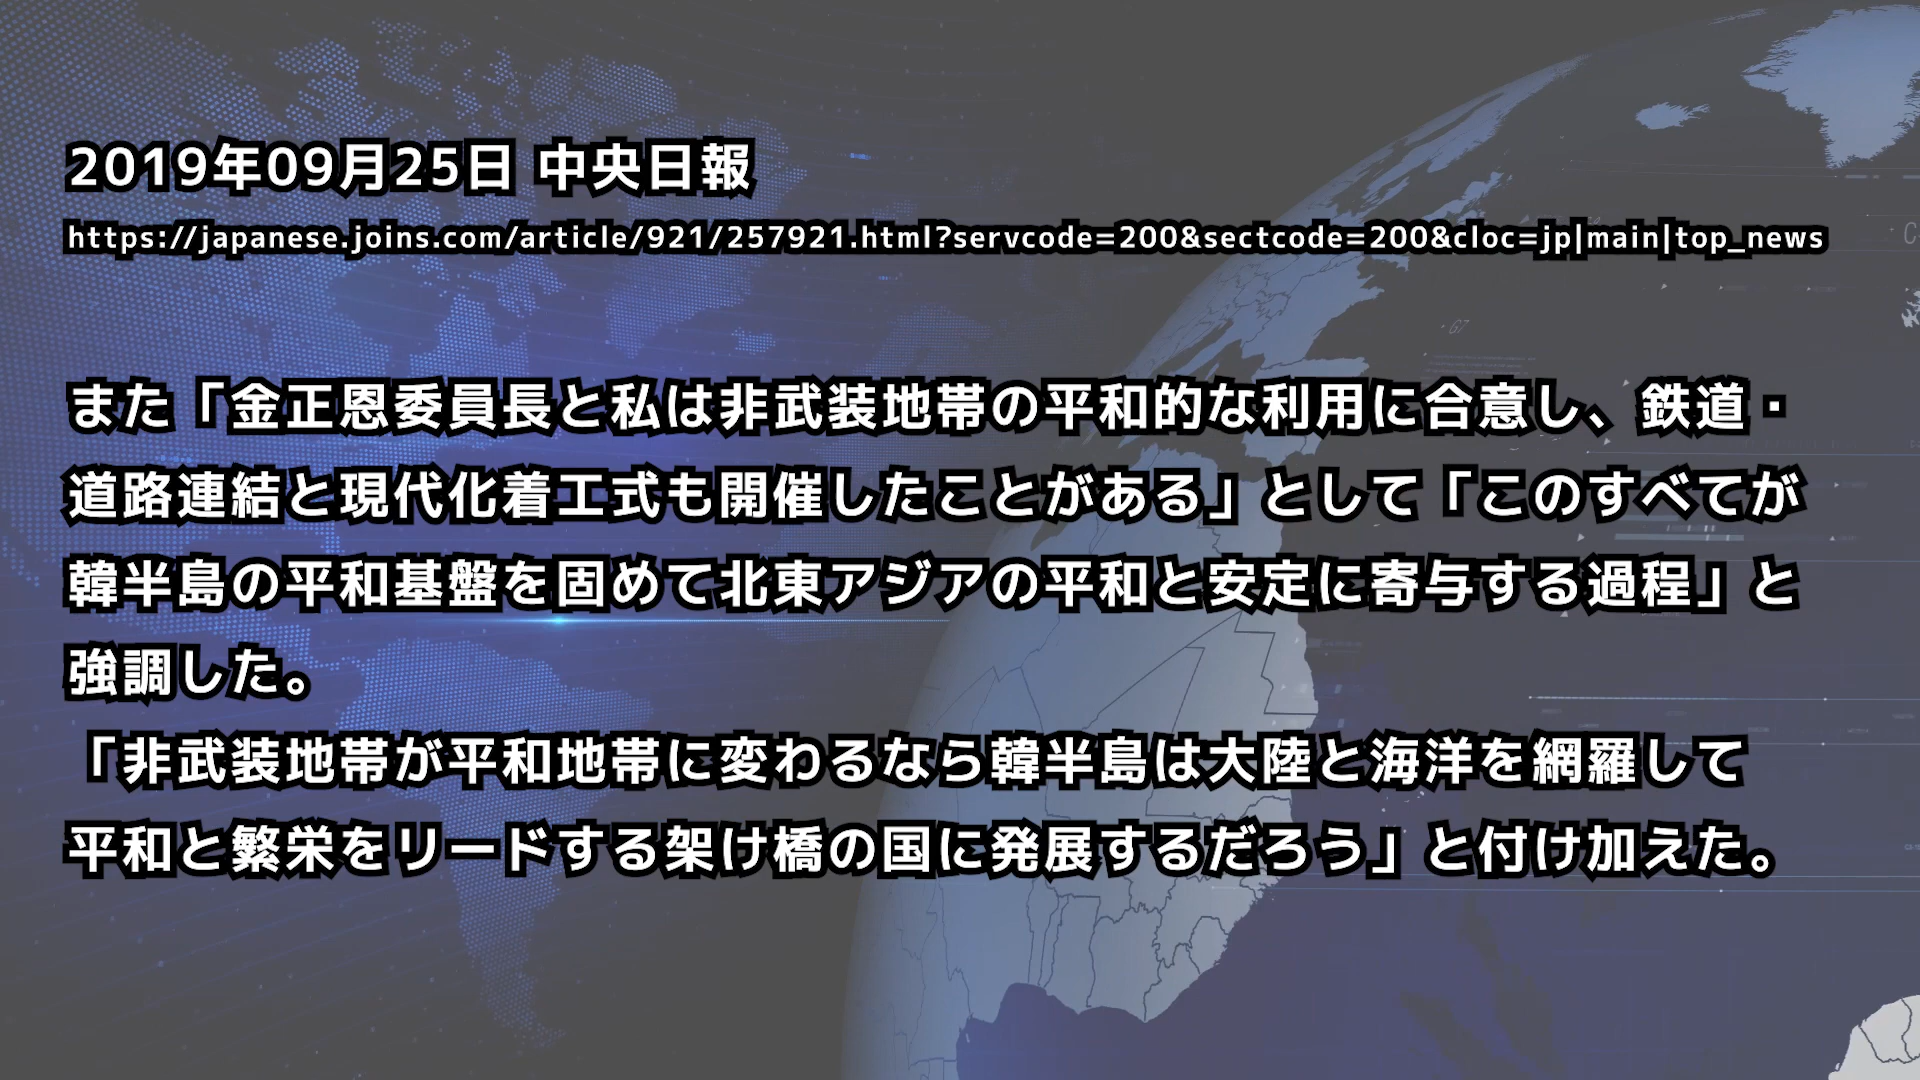 2019年09月25日 中央日報
https://japanese.joins.com/article/921/257921.html?servcode=200&sectcode=200&cloc=jp|main|top_news
また「金正恩委員長と私は非武装地帯の平和的な利用に合意し、鉄道・
道路連結と現代化着工式も開催したことがある」として「このすべてが
韓半島の平和基盤を固めて北東アジアの平和と安定に寄与する過程」と
強調した。
「非武装地帯が平和地帯に変わるなら韓半島は大陸と海洋を網羅して
平和と繁栄をリードする架け橋の国に発展するだろう」と付け加えた。